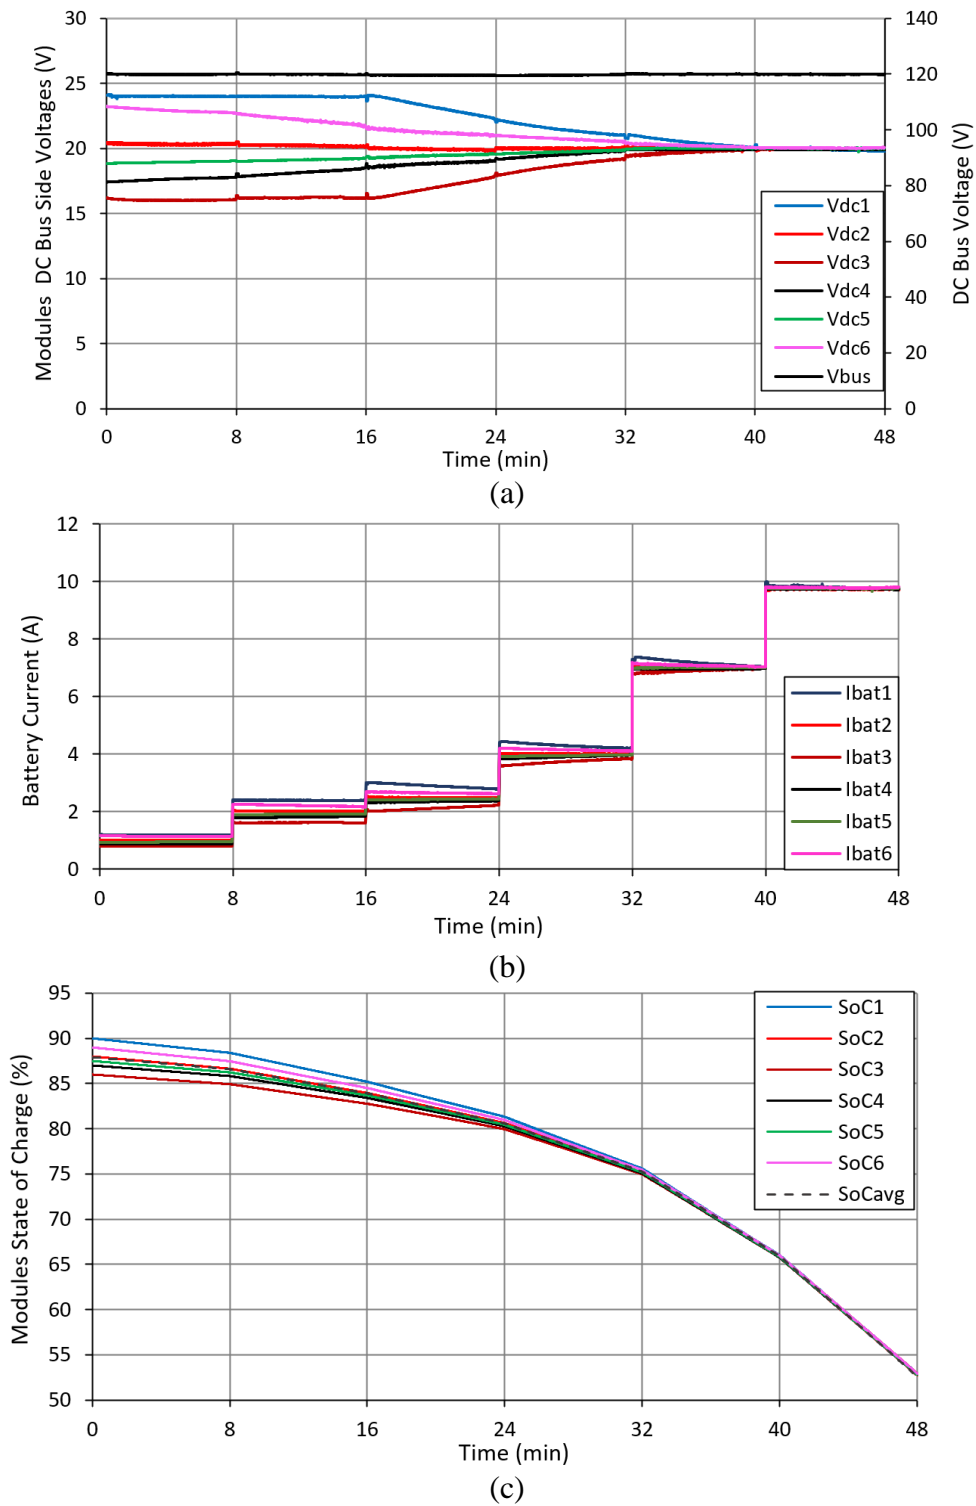 30
25
20
15
10
5
0
Modules DC Bus Side Voltages (V)
140
120
100
80
60
40
20
0
DC Bus Voltage (V)
Vdc1
Vdc2
Vdc3
Vdc4
Vdc5
Vdc6
Vbus
0 8 16 24 32 40 48
Time (min)
(a)
12
10
8
6
4
2
0
Battery Current (A)
Ibat1
Ibat2
Ibat3
Ibat4
Ibat5
Ibat6
0 8 16 24 32 40 48
Time (min)
(b)
95
90
85
80
75
70
65
60
55
50
Modules State of Charge (%)
SoC1
SoC2
SoC3
SoC4
SoC5
SoC6
SoCavg
0 8 16 24 32 40 48
Time (min)
(c)